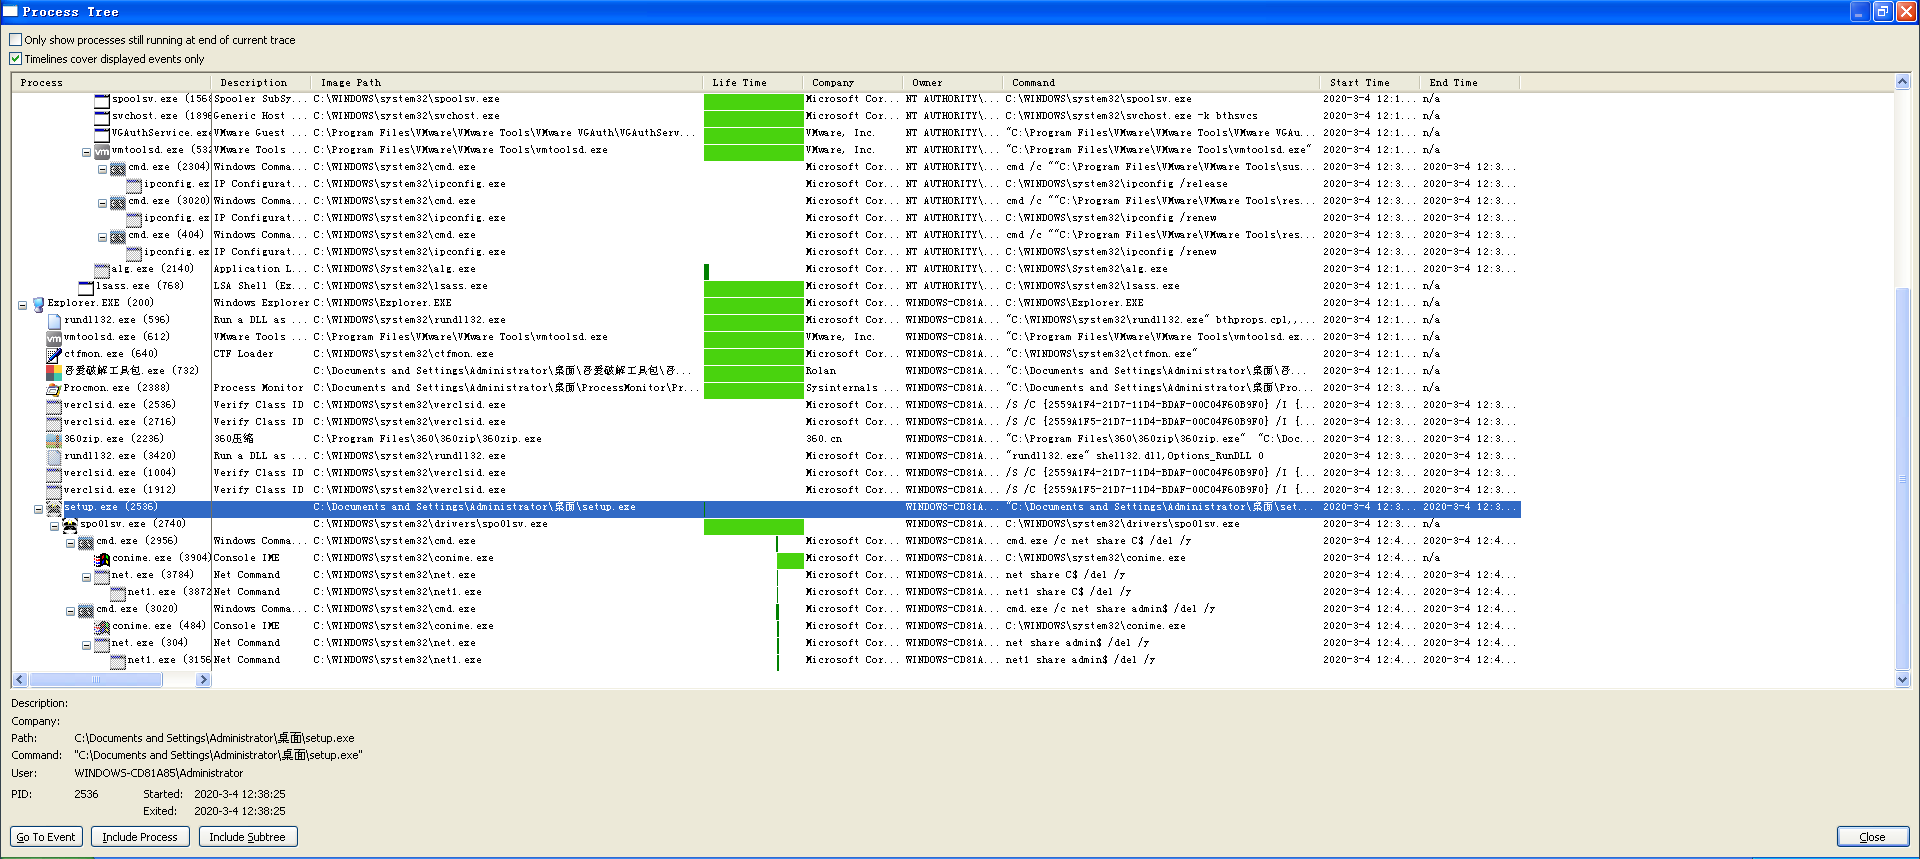 Process Tree
Only show processes still running at end of current trace
Timelines cover displayed events only
Process Description Image Path Life Time Company Owner Command Start Time End Time
spoolsv.exe (1568 Spooler SubSy... C:\WINDOWS\system32\spoolsv.exe Microsoft Cor... NT AUTHORITY\... C:\WINDOWS\system32\spoolsv.exe 2020-3-4 12:1... n/a
svchost.exe (1896 Generic Host ... C:\WINDOWS\system32\svchost.exe Microsoft Cor... NT AUTHORITY\... C:\WINDOWS\system32\svchost.exe -k bthsvcs 2020-3-4 12:1... n/a
VGAuthService.exe VMware Guest ... C:\Program Files\VMware\VMware Tools\VMware VGAuth\VGAuthServ... VMware, Inc. NT AUTHORITY\... "C:\Program Files\VMware\VMware Tools\VMware VGAu... 2020-3-4 12:1... n/a
vmtoolsd.exe (532 VMware Tools ... C:\Program Files\VMware\VMware Tools\vmtoolsd.exe VMware, Inc. NT AUTHORITY\... "C:\Program Files\VMware\VMware Tools\vmtoolsd.exe" 2020-3-4 12:1... n/a
cmd.exe (2304) Windows Comma... C:\WINDOWS\system32\cmd.exe Microsoft Cor... NT AUTHORITY\... cmd /c ""C:\Program Files\VMware\VMware Tools\sus... 2020-3-4 12:3... 2020-3-4 12:3...
ipconfig.ex IP Configurat... C:\WINDOWS\system32\ipconfig.exe Microsoft Cor... NT AUTHORITY\... C:\WINDOWS\system32\ipconfig /release 2020-3-4 12:3... 2020-3-4 12:3...
cmd.exe (3020) Windows Comma... C:\WINDOWS\system32\cmd.exe Microsoft Cor... NT AUTHORITY\... cmd /c ""C:\Program Files\VMware\VMware Tools\res... 2020-3-4 12:3... 2020-3-4 12:3...
ipconfig.ex IP Configurat... C:\WINDOWS\system32\ipconfig.exe Microsoft Cor... NT AUTHORITY\... C:\WINDOWS\system32\ipconfig /renew 2020-3-4 12:3... 2020-3-4 12:3...
cmd.exe (404) Windows Comma... C:\WINDOWS\system32\cmd.exe Microsoft Cor... NT AUTHORITY\... cmd /c ""C:\Program Files\VMware\VMware Tools\res... 2020-3-4 12:3... 2020-3-4 12:3...
ipconfig.ex IP Configurat... C:\WINDOWS\system32\ipconfig.exe Microsoft Cor... NT AUTHORITY\... C:\WINDOWS\system32\ipconfig /renew 2020-3-4 12:3... 2020-3-4 12:3...
alg.exe (2140) Application L... C:\WINDOWS\System32\alg.exe Microsoft Cor... NT AUTHORITY\... C:\WINDOWS\System32\alg.exe 2020-3-4 12:1... 2020-3-4 12:3...
lsass.exe (768) LSA Shell (Ex... C:\WINDOWS\system32\lsass.exe Microsoft Cor... NT AUTHORITY\... C:\WINDOWS\system32\lsass.exe 2020-3-4 12:1... n/a
Explorer.EXE (200) Windows Explorer C:\WINDOWS\Explorer.EXE Microsoft Cor... WINDOWS-CD81A... C:\WINDOWS\Explorer.EXE 2020-3-4 12:1... n/a
rundll32.exe (596) Run a DLL as ... C:\WINDOWS\system32\rundll32.exe Microsoft Cor... WINDOWS-CD81A... "C:\WINDOWS\system32\rundll32.exe" bthprops.cpl,,... 2020-3-4 12:1... n/a
vmtoolsd.exe (612) VMware Tools ... C:\Program Files\VMware\VMware Tools\vmtoolsd.exe VMware, Inc. WINDOWS-CD81A... "C:\Program Files\VMware\VMware Tools\vmtoolsd.ex... 2020-3-4 12:1... n/a
ctfmon.exe (640) CTF Loader C:\WINDOWS\system32\ctfmon.exe Microsoft Cor... WINDOWS-CD81A... "C:\WINDOWS\system32\ctfmon.exe" 2020-3-4 12:1... n/a
吾爱破解工具包.exe (732) C:\Documents and Settings\Administrator\桌面\吾爱破解工具包\吾... Rolan WINDOWS-CD81A... "C:\Documents and Settings\Administrator\桌面\吾... 2020-3-4 12:3... n/a
Procmon.exe (2388) Process Monitor C:\Documents and Settings\Administrator\桌面\ProcessMonitor\Pr... Sysinternals ... WINDOWS-CD81A... "C:\Documents and Settings\Administrator\桌面\Pro... 2020-3-4 12:3... n/a
verclsid.exe (2536) Verify Class ID C:\WINDOWS\system32\verclsid.exe Microsoft Cor... WINDOWS-CD81A... /S /C {2559A1F4-21D7-11D4-BDAF-00C04F60B9F0} /I {... 2020-3-4 12:3... 2020-3-4 12:3...
verclsid.exe (2716) Verify Class ID C:\WINDOWS\system32\verclsid.exe Microsoft Cor... WINDOWS-CD81A... /S /C {2559A1F5-21D7-11D4-BDAF-00C04F60B9F0} /I {... 2020-3-4 12:3... 2020-3-4 12:3...
360zip.exe (2236) 360压缩 C:\Program Files\360\360zip\360zip.exe 360.cn WINDOWS-CD81A... "C:\Program Files\360\360zip\360zip.exe" "C:\Doc... 2020-3-4 12:3... 2020-3-4 12:3...
rundll32.exe (3420) Run a DLL as ... C:\WINDOWS\system32\rundll32.exe Microsoft Cor... WINDOWS-CD81A... "rundll32.exe" shell32.dll,Options_RunDLL 0 2020-3-4 12:3... 2020-3-4 12:3...
verclsid.exe (1004) Verify Class ID C:\WINDOWS\system32\verclsid.exe Microsoft Cor... WINDOWS-CD81A... /S /C {2559A1F4-21D7-11D4-BDAF-00C04F60B9F0} /I {... 2020-3-4 12:3... 2020-3-4 12:3...
verclsid.exe (1912) Verify Class ID C:\WINDOWS\system32\verclsid.exe Microsoft Cor... WINDOWS-CD81A... /S /C {2559A1F5-21D7-11D4-BDAF-00C04F60B9F0} /I {... 2020-3-4 12:3... 2020-3-4 12:3...
setup.exe (2536) C:\Documents and Settings\Administrator\桌面\setup.exe WINDOWS-CD81A... "C:\Documents and Settings\Administrator\桌面\set... 2020-3-4 12:3... 2020-3-4 12:3...
spo0lsv.exe (2740) C:\WINDOWS\system32\drivers\spo0lsv.exe WINDOWS-CD81A... C:\WINDOWS\system32\drivers\spo0lsv.exe 2020-3-4 12:3... n/a
cmd.exe (2956) Windows Comma... C:\WINDOWS\system32\cmd.exe Microsoft Cor... WINDOWS-CD81A... cmd.exe /c net share C$ /del /y 2020-3-4 12:4... 2020-3-4 12:4...
conime.exe (3904) Console IME C:\WINDOWS\system32\conime.exe Microsoft Cor... WINDOWS-CD81A... C:\WINDOWS\system32\conime.exe 2020-3-4 12:4... n/a
net.exe (3784) Net Command C:\WINDOWS\system32\net.exe Microsoft Cor... WINDOWS-CD81A... net share C$ /del /y 2020-3-4 12:4... 2020-3-4 12:4...
net1.exe (3872 Net Command C:\WINDOWS\system32\net1.exe Microsoft Cor... WINDOWS-CD81A... net1 share C$ /del /y 2020-3-4 12:4... 2020-3-4 12:4...
cmd.exe (3020) Windows Comma... C:\WINDOWS\system32\cmd.exe Microsoft Cor... WINDOWS-CD81A... cmd.exe /c net share admin$ /del /y 2020-3-4 12:4... 2020-3-4 12:4...
conime.exe (484) Console IME C:\WINDOWS\system32\conime.exe Microsoft Cor... WINDOWS-CD81A... C:\WINDOWS\system32\conime.exe 2020-3-4 12:4... 2020-3-4 12:4...
net.exe (304) Net Command C:\WINDOWS\system32\net.exe Microsoft Cor... WINDOWS-CD81A... net share admin$ /del /y 2020-3-4 12:4... 2020-3-4 12:4...
net1.exe (3156 Net Command C:\WINDOWS\system32\net1.exe Microsoft Cor... WINDOWS-CD81A... net1 share admin$ /del /y 2020-3-4 12:4... 2020-3-4 12:4...
Description:
Company:
Path: C:\Documents and Settings\Administrator\桌面\setup.exe
Command: "C:\Documents and Settings\Administrator\桌面\setup.exe"
User: WINDOWS-CD81A85\Administrator
PID: 2536 Started: 2020-3-4 12:38:25
Exited: 2020-3-4 12:38:25
Go To Event Include Process Include Subtree Close